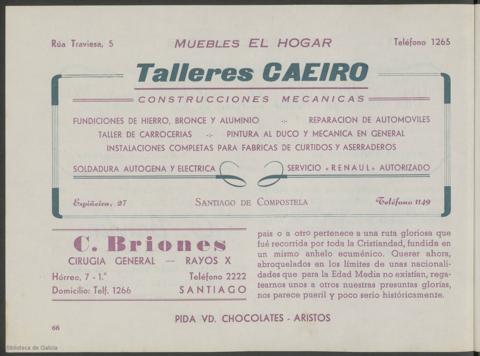 Rúa Traviesa, 5 MUEBLES EL HOGAR Teléfono 1265
Talleres CAEIRO
CONSTRUCCIONES MECANICAS
FUNDICIONES DE HIERRO, BRONCE Y ALUMINIO -:- REPARACION DE AUTOMOVILES
TALLER DE CARROCERIAS -:- PINTURA AL DUCO Y MECANICA EN GENERAL
INSTALACIONES COMPLETAS PARA FABRICAS DE CURTIDOS Y ASERRADEROS
SOLDADURA AUTOGENA Y ELECTRICA SERVICIO «RENAUL» AUTORIZADO
Espiñeira, 27 SANTIAGO DE COMPOSTELA Teléfono 1149
C. Briones
CIRUGIA GENERAL — RAYOS X
Hórreo, 7 - 1.° Teléfono 2222
Domicilio: Telf. 1266 SANTIAGO
pais o a otro pertenece a una ruta gloriosa que
fué recorrida por toda la Cristiandad, fundida en
un mismo anhelo ecuménico. Querer ahora,
abroquelados en los límites de unas nacionali-
dades que para la Edad Media no existían, rega-
tearnos unos a otros nuestras presuntas glorias,
nos parece pueril y poco serio históricamente.
66
PIDA VD. CHOCOLATES - ARISTOS
Biblioteca de Galicia